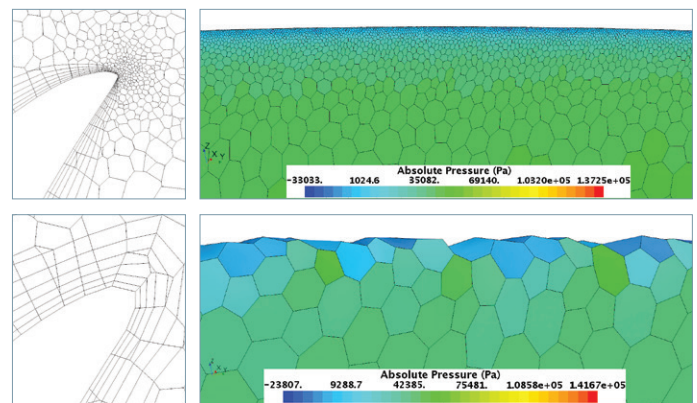 Z
X Y
Absolute Pressure (Pa)
-33033. 1024.6 35082. 69140. 1.0320e+05 1.3725e+05
Z
X Y
Absolute Pressure (Pa)
-23807. 9288.7 42385. 75481. 1.0858e+05 1.4167e+05